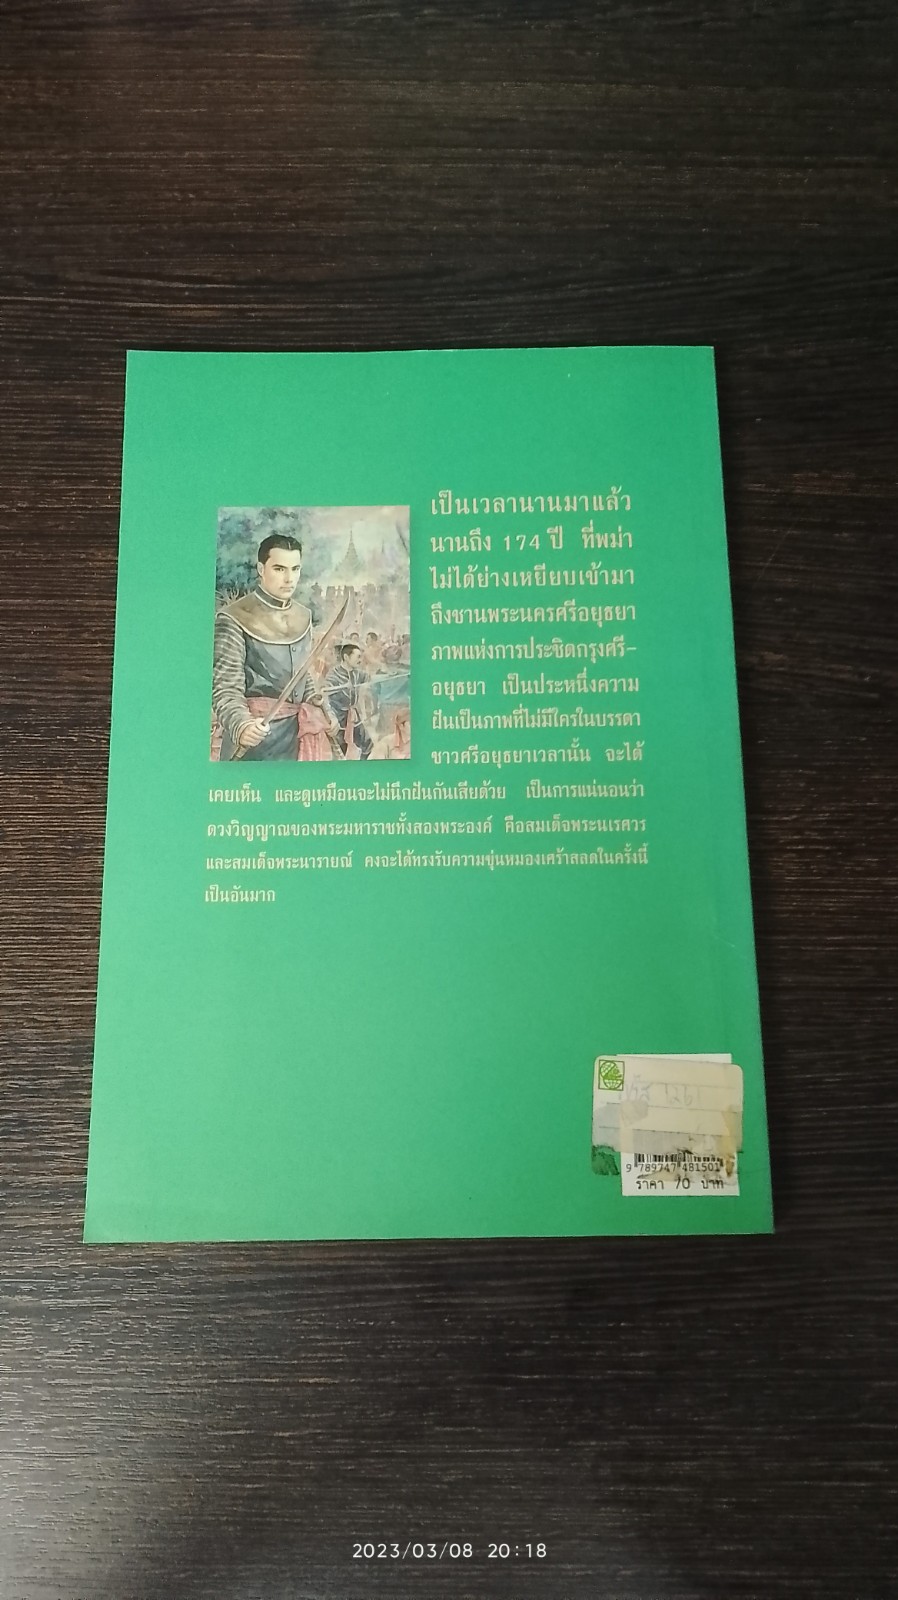 เป็นเวลานานมาแล้ว
นานถึง 174 ปี ที่พม่า
ไม่ได้ย่างเหยียบเข้ามา
ถึงชานพระนครศรีอยุธยา
ภาพแห่งการประชิดกรุงศรี-
อยุธยา เป็นประหนึ่งความ
ฝันเป็นภาพที่ไม่มีใครในบรรดา
ชาวศรีอยุธยาเวลานั้น จะได้
เคยเห็น และดูเหมือนจะไม่นึกฝันกันเสียด้วย เป็นการแน่นอนว่า
ดวงวิญญาณของพระมหาราชทั้งสองพระองค์ คือสมเด็จพระนเรศวร
และสมเด็จพระนารายณ์ คงจะได้ทรงรับความขุ่นหมองเศร้าสลดในครั้งนี้
เป็นอันมาก
9 789747 481501
ราคา 70 บาท
2023/03/08 20:18